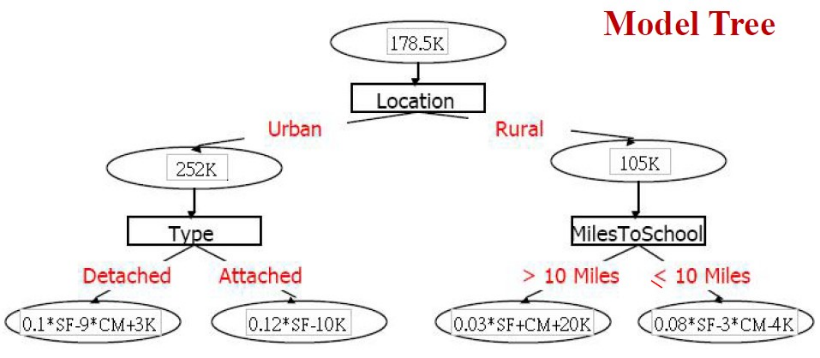 Model Tree
178.5K
Location
Urban
Rural
252K
105K
Type
MilesToSchool
Detached
Attached
> 10 Miles
≤ 10 Miles
0.1*SF-9*CM+3K
0.12*SF-10K
0.03*SF+CM+20K
0.08*SF-3*CM-4K